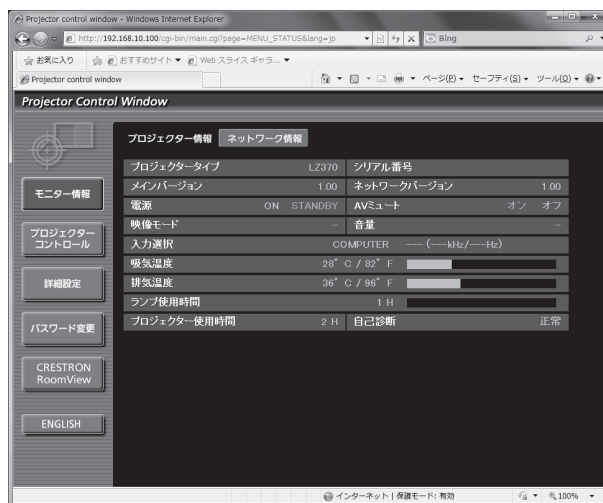 Projector control window - Windows Internet Explorer
http://192.168.10.100/cgi-bin/main.cgi?page=MENU_STATUS&lang=jp
Bing
お気に入り おすすめサイト Web スライス ギャラ...
Projector control window
ページ(P) セーフティ(S) ツール(O)
Projector Control Window
プロジェクター情報 ネットワーク情報
プロジェクタータイプ LZ370 シリアル番号
メインバージョン 1.00 ネットワークバージョン 1.00
電源 ON STANDBY AVミュート オン オフ
映像モード - 音量 -
入力選択 COMPUTER --- (---kHz/---Hz)
吸気温度 28° C / 82° F
排気温度 36° C / 96° F
ランプ使用時間 1 H
プロジェクター使用時間 2 H 自己診断 正常
モニター情報
プロジェクター
コントロール
詳細設定
パスワード変更
CRESTRON
RoomView
ENGLISH
インターネット | 保護モード: 有効 100%